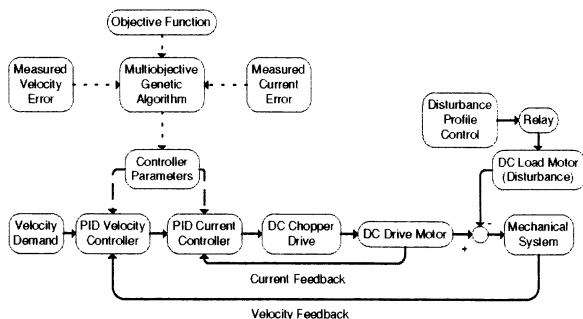 Objective Function
Measured
Velocity
Error
Multiobjective
Genetic
Algorithm
Measured
Current
Error
Disturbance
Profile
Control
Relay
Controller
Parameters
DC Load Motor
(Disturbance)
Velocity
Demand
PID Velocity
Controller
PID Current
Controller
DC Chopper
Drive
DC Drive Motor
-
+
Mechanical
System
Current Feedback
Velocity Feedback